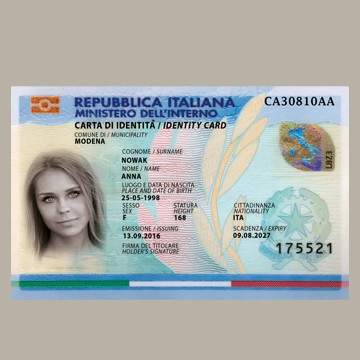 REPUBBLICA ITALIANA
CA30810AA
MINISTERO DELL'INTERNO
CARTA DI IDENTITÀ / IDENTITY CARD
COMUNE DI / MUNICIPALITY
MODENA
COGNOME / SURNAME
NOWAK
NOME / NAME
ANNA
LUOGO E DATA DI NASCITA
PLACE AND DATE OF BIRTH
25-05-1998
SESSO STATURA CITTADINANZA
SEX HEIGHT NATIONALITY
F 168 ITA
EMISSIONE / ISSUING SCADENZA / EXPIRY
13.09.2016 09.08.2027
FIRMA DEL TITOLARE
HOLDER'S SIGNATURE
175521